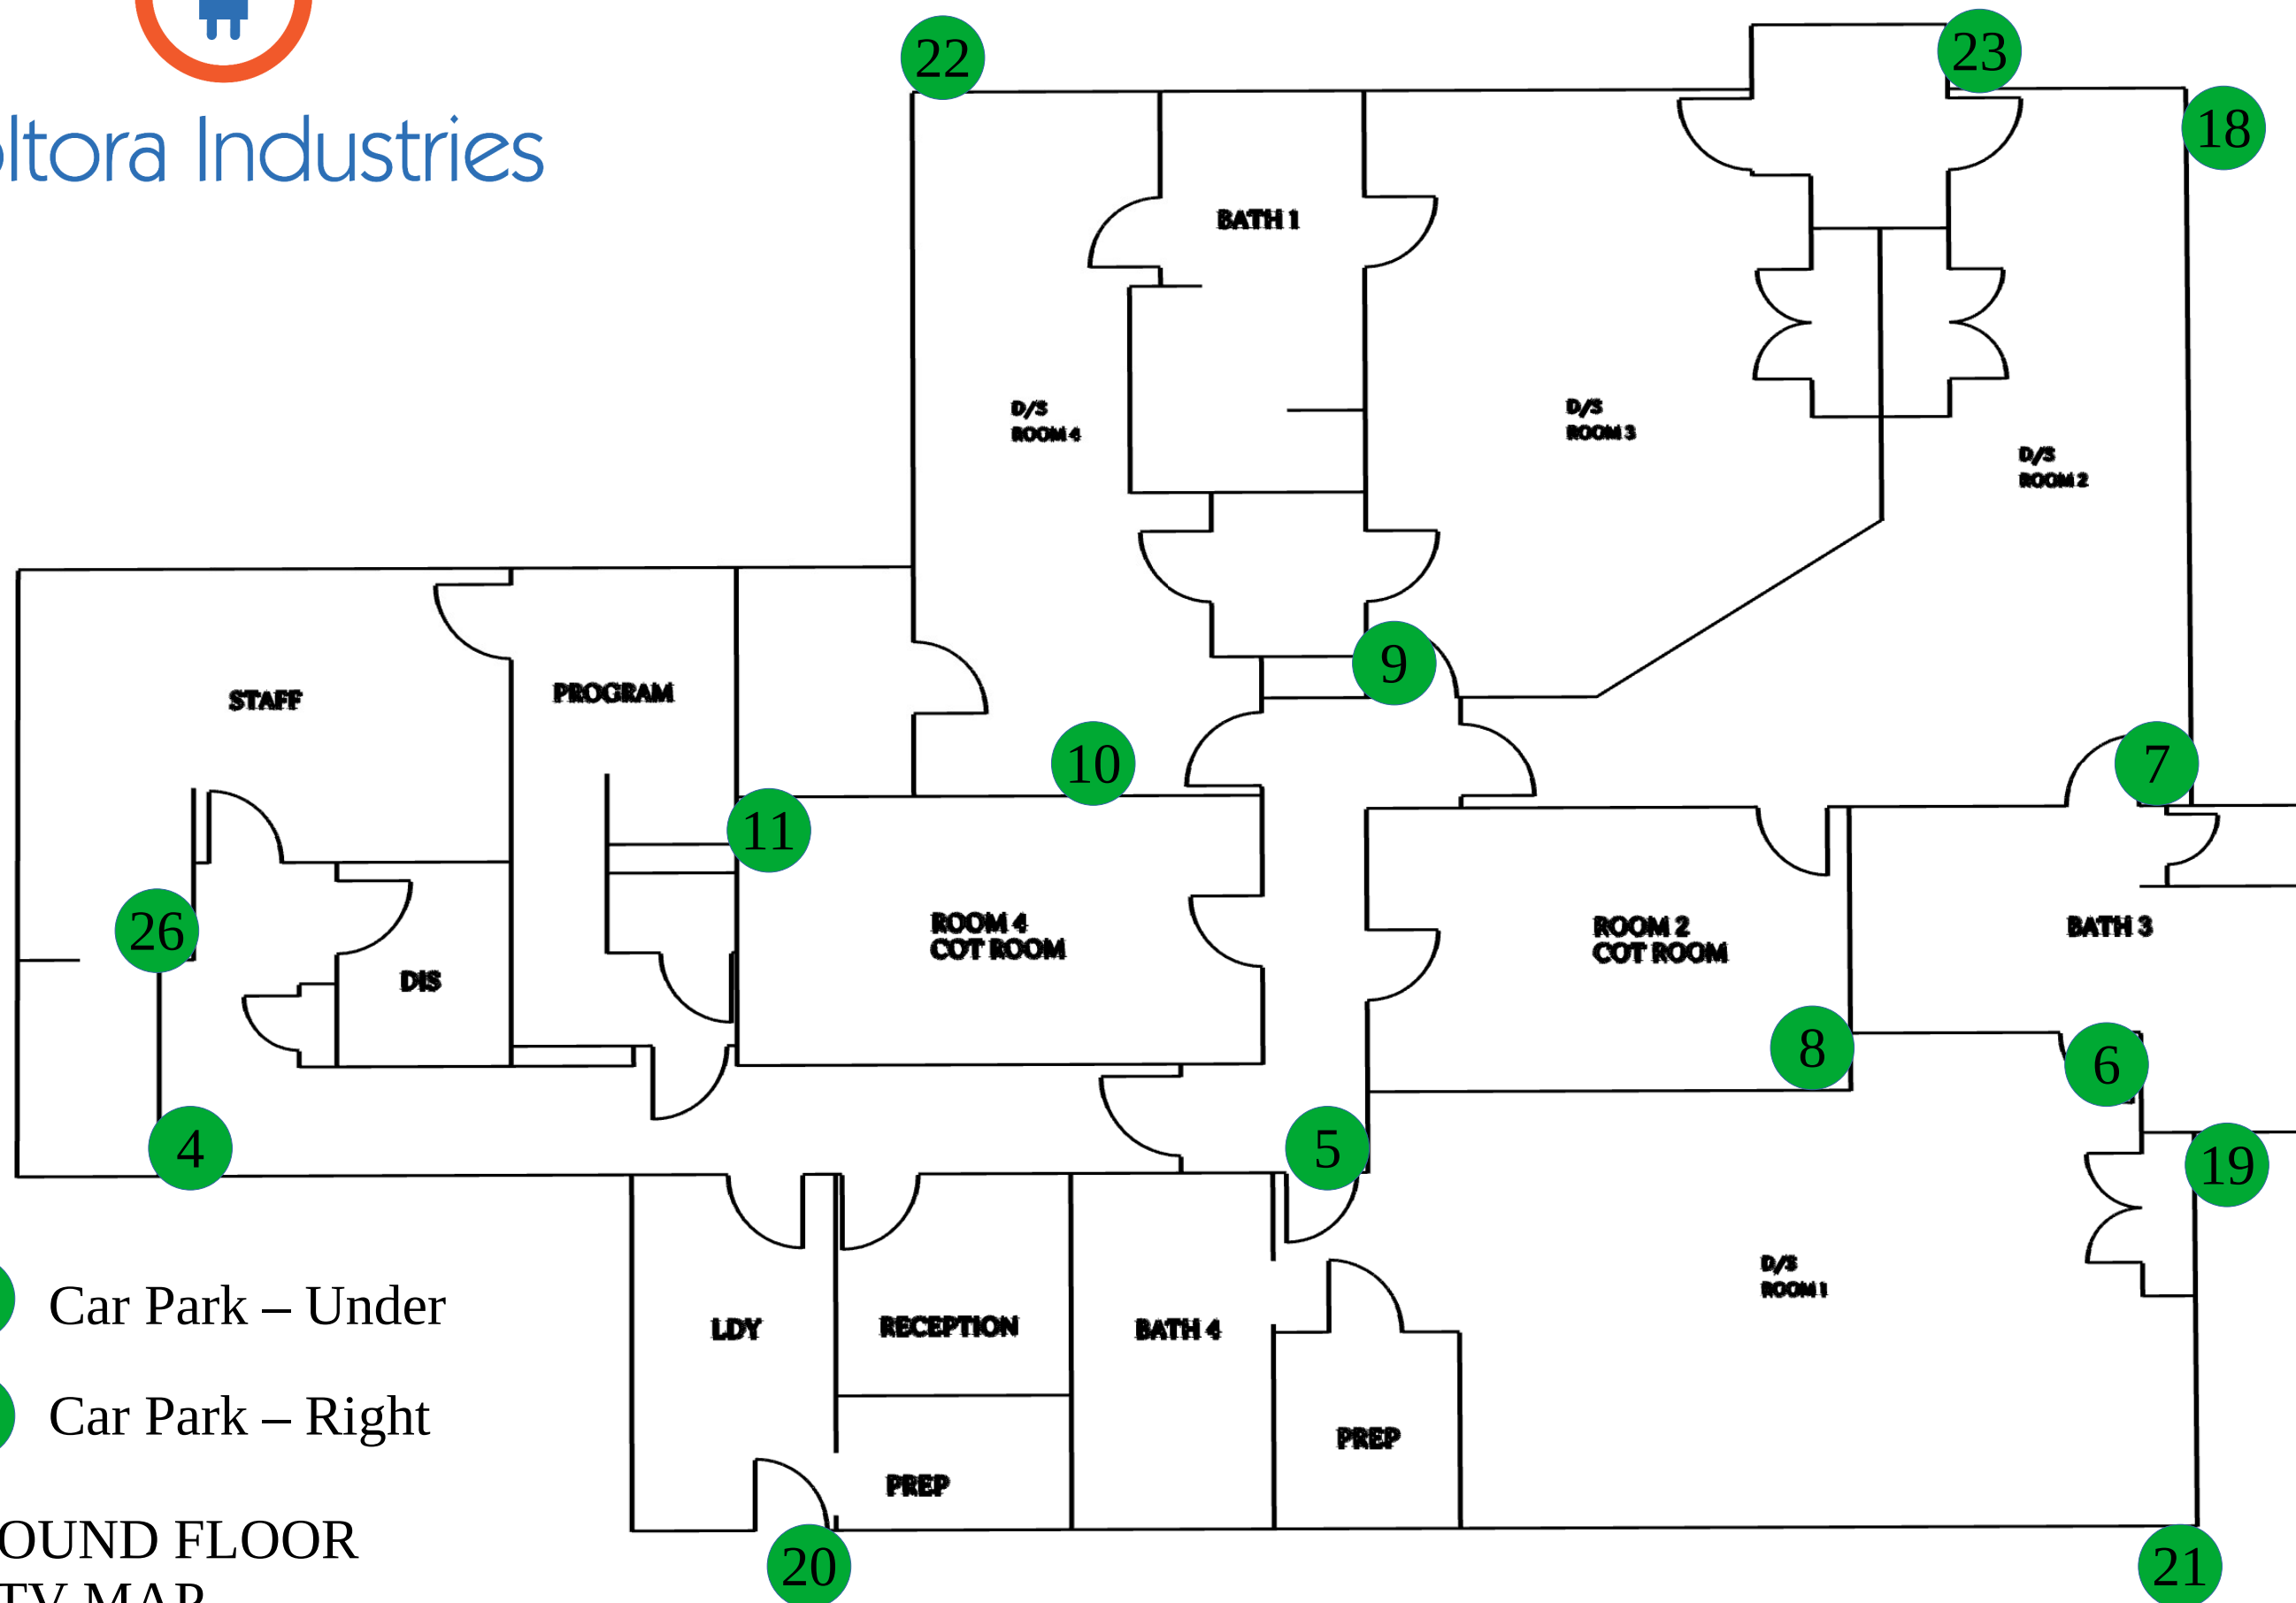 ltora Industries
22
23
18
BATH 1
D/S
ROOM 4
D/S
ROOM 3
D/S
ROOM 2
STAFF
PROGRAM
9
10
7
11
26
ROOM 4
COT ROOM
ROOM 2
COT ROOM
BATH 3
DIS
8
6
4
5
19
D/S
ROOM 1
Car Park – Under
LDY
RECEPTION
BATH 4
Car Park – Right
PREP
PREP
OUND FLOOR
TV MAP
20
21